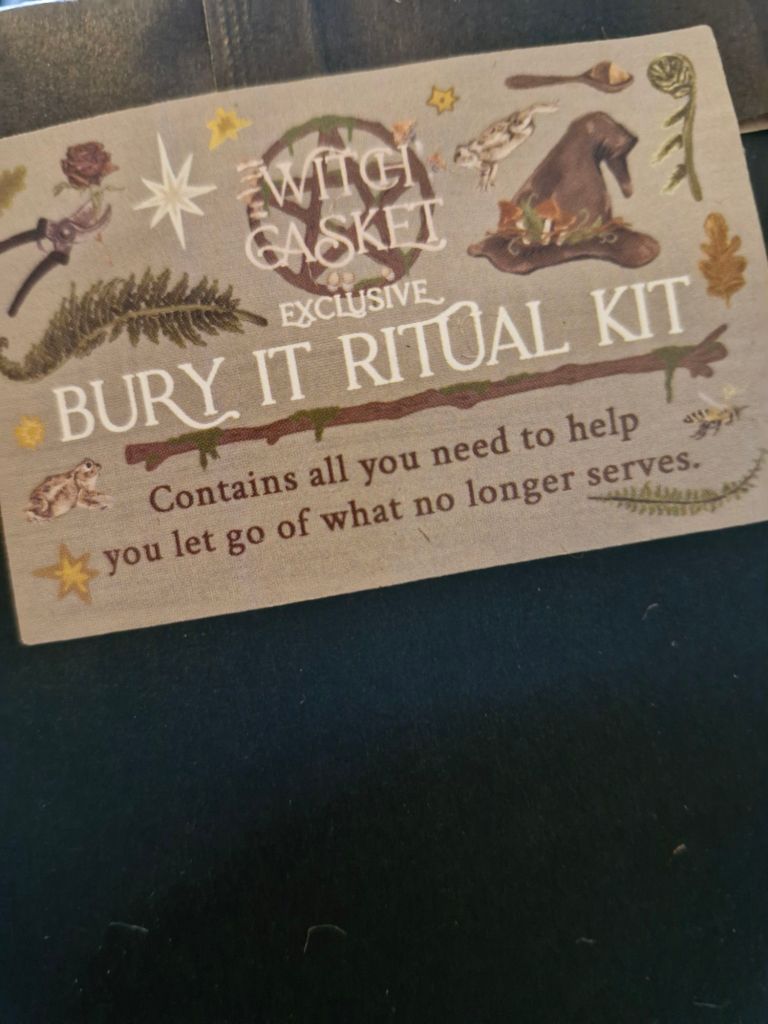 WITCH
CASKET
EXCLUSIVE
BURY IT RITUAL KIT
Contains all you need to help
you let go of what no longer serves.